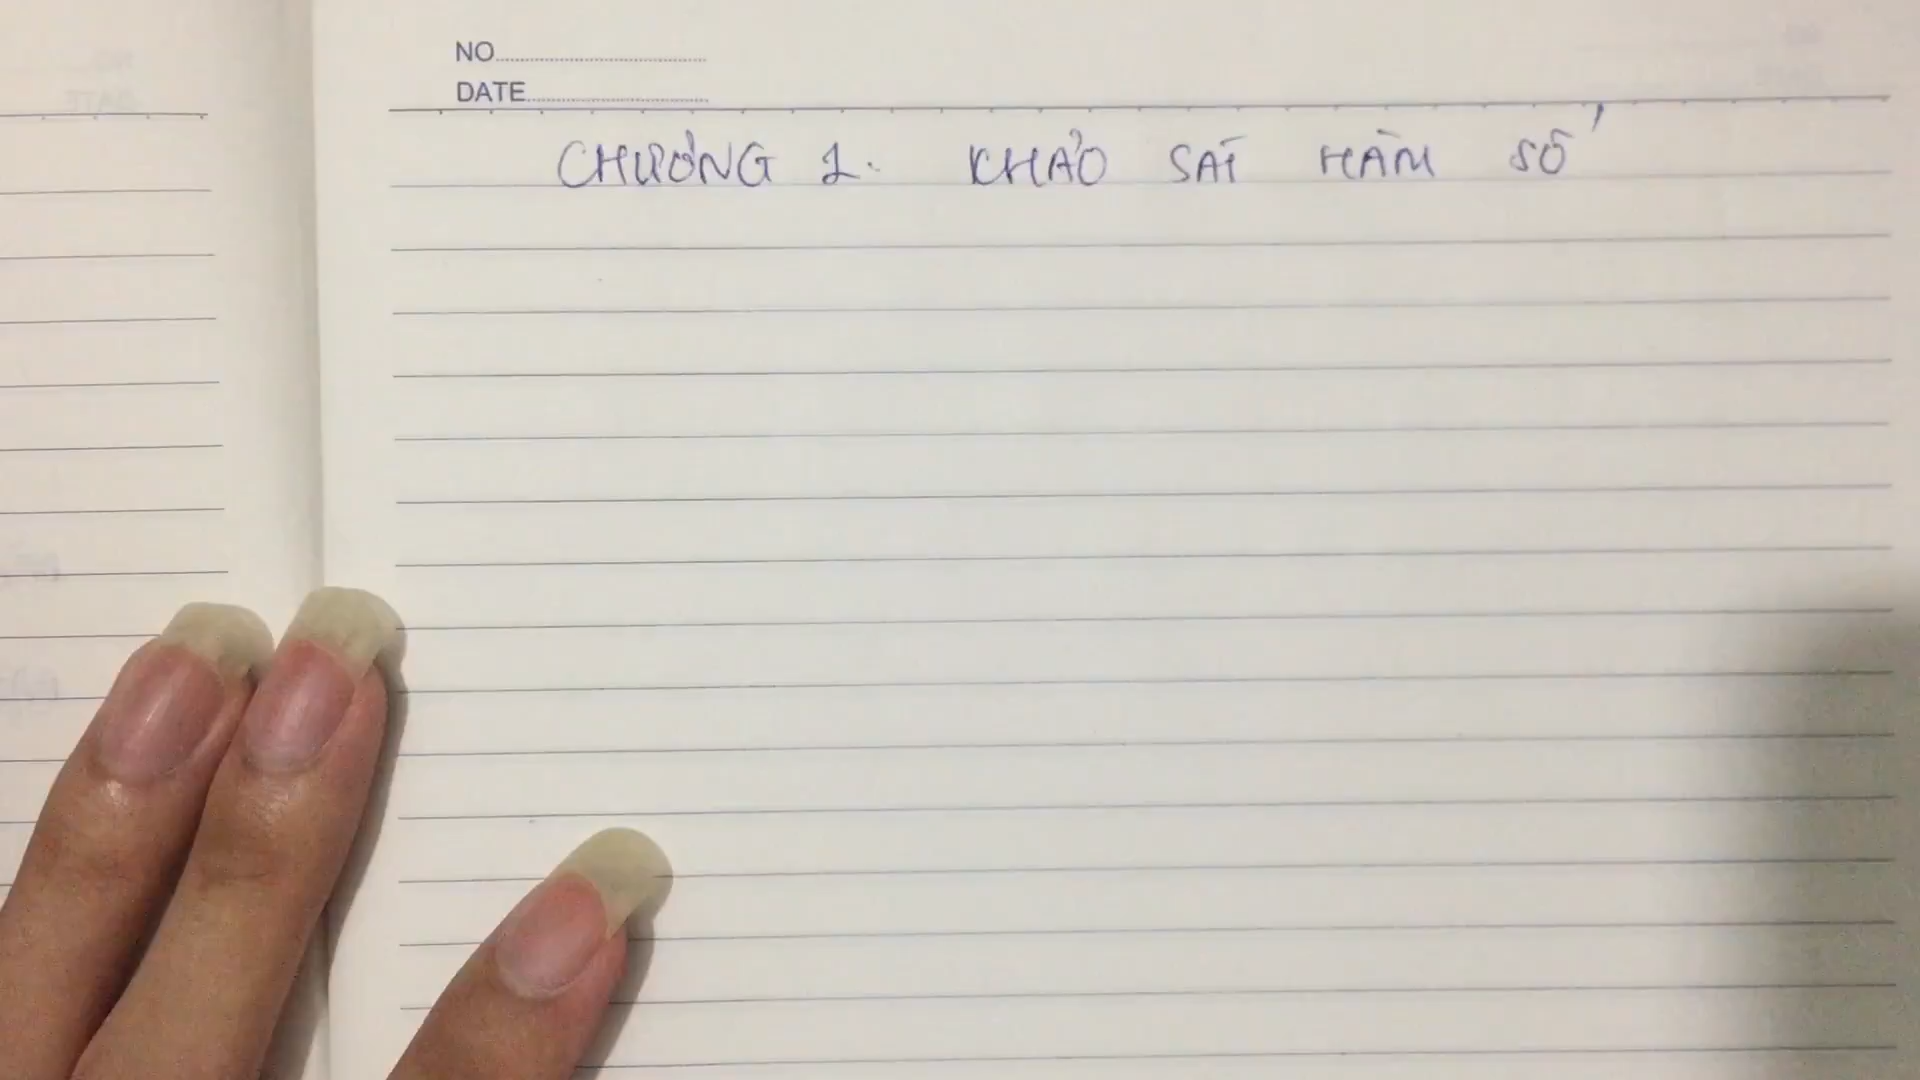 NO
DATE
CHƯƠNG 1. KHẢO SÁT HÀM SỐ